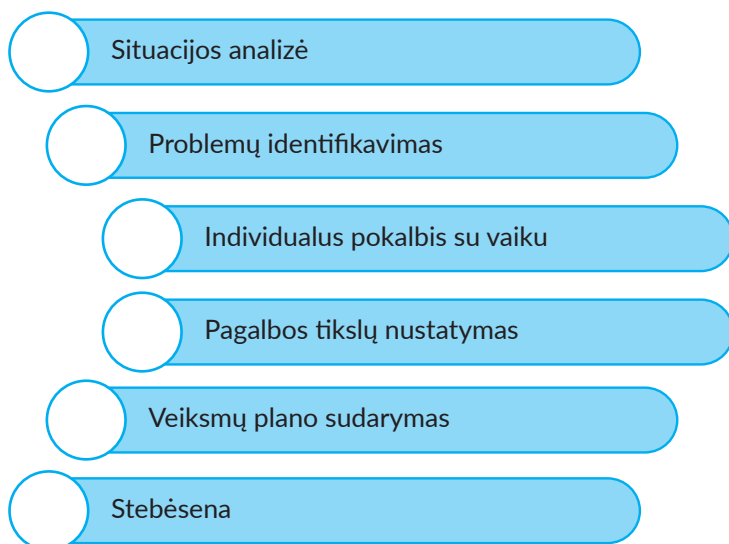 Situacijos analizė
Problemų identifikavimas
Individualus pokalbis su vaiku
Pagalbos tikslų nustatymas
Veiksmų plano sudarymas
Stebėsena